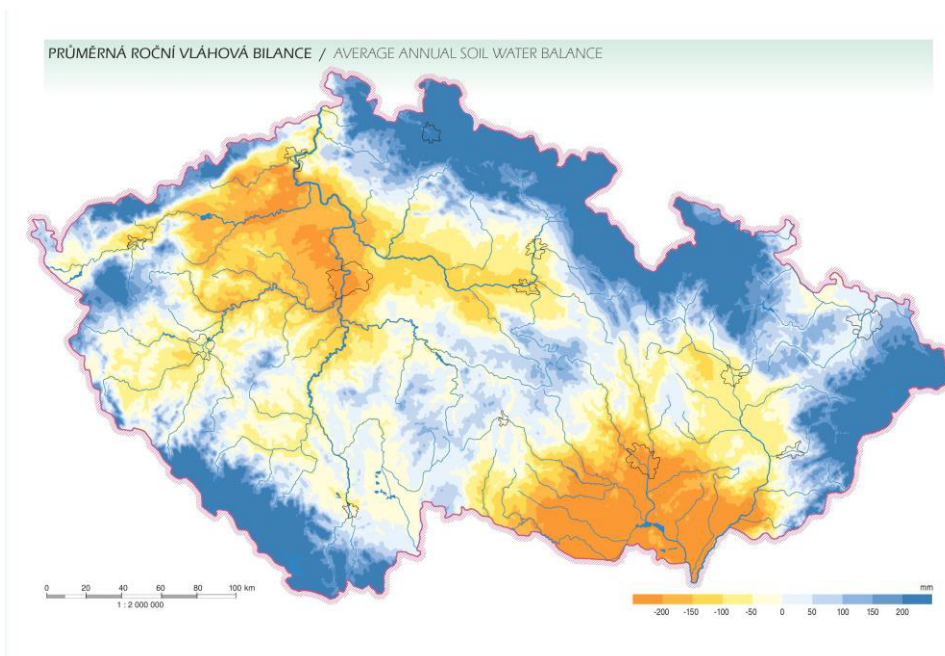 PRŮMĚRNÁ ROČNÍ VLÁHOVÁ BILANCE / AVERAGE ANNUAL SOIL WATER BALANCE
0 20 40 60 80 100 km
1 : 2 000 000
mm
-200 -150 -100 -50 0 50 100 150 200